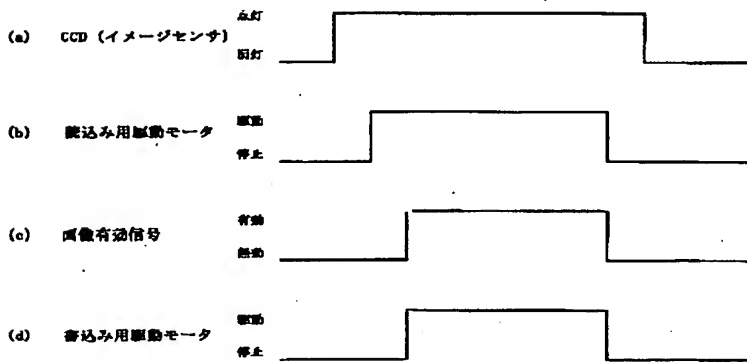 点灯
(a) CCD (イメージセンサ)
消灯
駆動
(b) 読込み用駆動モータ
停止
有効
(c) 画像有効信号
無効
駆動
(d) 書込み用駆動モータ
停止